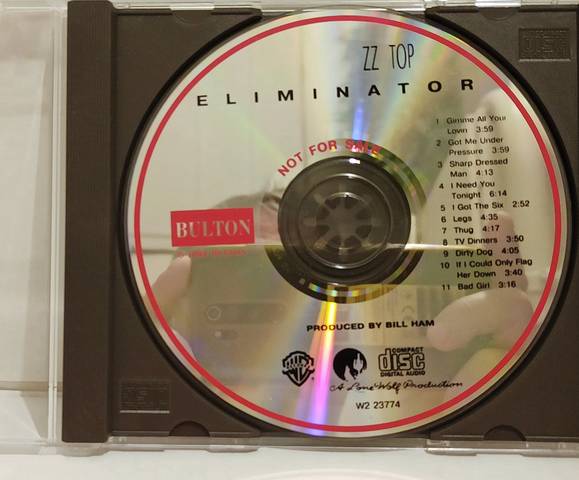 ZZ TOP
ELIMINATOR
NOT FOR SALE
1 Gimme All Your
Lovin 3:59
2 Got Me Under
Pressure 3:59
3 Sharp Dressed
Man 4:13
4 I Need You
Tonight 6:14
5 I Got The Six 2:52
6 Legs 4:35
7 Thug 4:17
8 TV Dinners 3:50
9 Dirty Dog 4:05
10 If I Could Only Flag
Her Down 3:40
11 Bad Girl 3:16
BULTON
PRODUCED BY BILL HAM
COMPACT
disc
DIGITAL AUDIO
A Lone Wolf Production
W2 23774